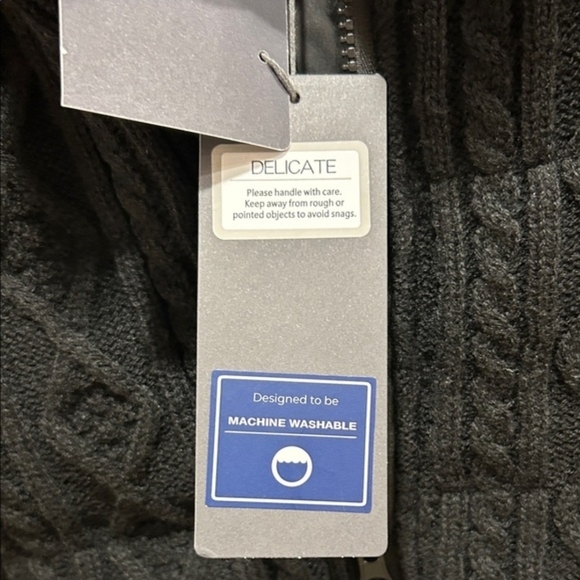 DELICATE
Please handle with care.
Keep away from rough or
pointed objects to avoid snags.
Designed to be
MACHINE WASHABLE